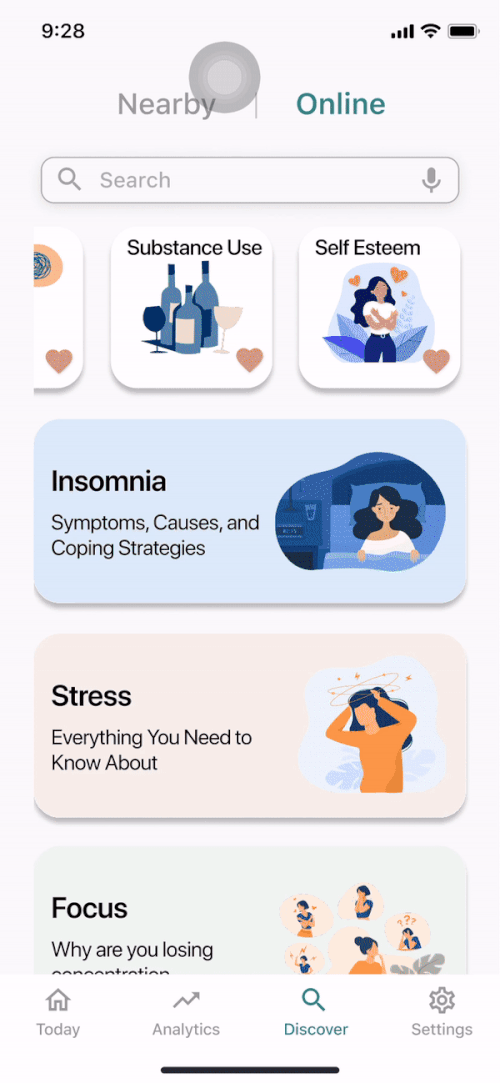 9:28
Nearby
Online
Search
Substance Use
Self Esteem
Insomnia
Symptoms, Causes, and
Coping Strategies
Stress
Everything You Need to
Know About
Focus
Why are you losing
concentration
Today
Analytics
Discover
Settings